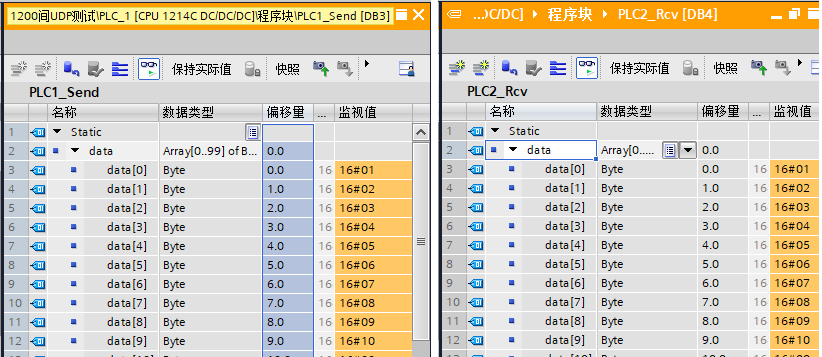 1200间UDP测试\PLC_1 [CPU 1214C DC/DC/DC]\程序块\PLC1_Send [DB3]
保持实际值 快照
PLC1_Send
名称 数据类型 偏移量 ... 监视值
1 Static
2 data Array[0..99] of B... 0.0
3 data[0] Byte 0.0 16 16#01
4 data[1] Byte 1.0 16 16#02
5 data[2] Byte 2.0 16 16#03
6 data[3] Byte 3.0 16 16#04
7 data[4] Byte 4.0 16 16#05
8 data[5] Byte 5.0 16 16#06
9 data[6] Byte 6.0 16 16#07
10 data[7] Byte 7.0 16 16#08
11 data[8] Byte 8.0 16 16#09
12 data[9] Byte 9.0 16 16#10
...DC/DC] 程序块 PLC2_Rcv [DB4]
保持实际值 快照
PLC2_Rcv
名称 数据类型 偏移量 ... 监视值
1 Static
2 data Array[0..... 0.0
3 data[0] Byte 0.0 16 16#01
4 data[1] Byte 1.0 16 16#02
5 data[2] Byte 2.0 16 16#03
6 data[3] Byte 3.0 16 16#04
7 data[4] Byte 4.0 16 16#05
8 data[5] Byte 5.0 16 16#06
9 data[6] Byte 6.0 16 16#07
10 data[7] Byte 7.0 16 16#08
11 data[8] Byte 8.0 16 16#09
12 data[9] Byte 9.0 16 16#10